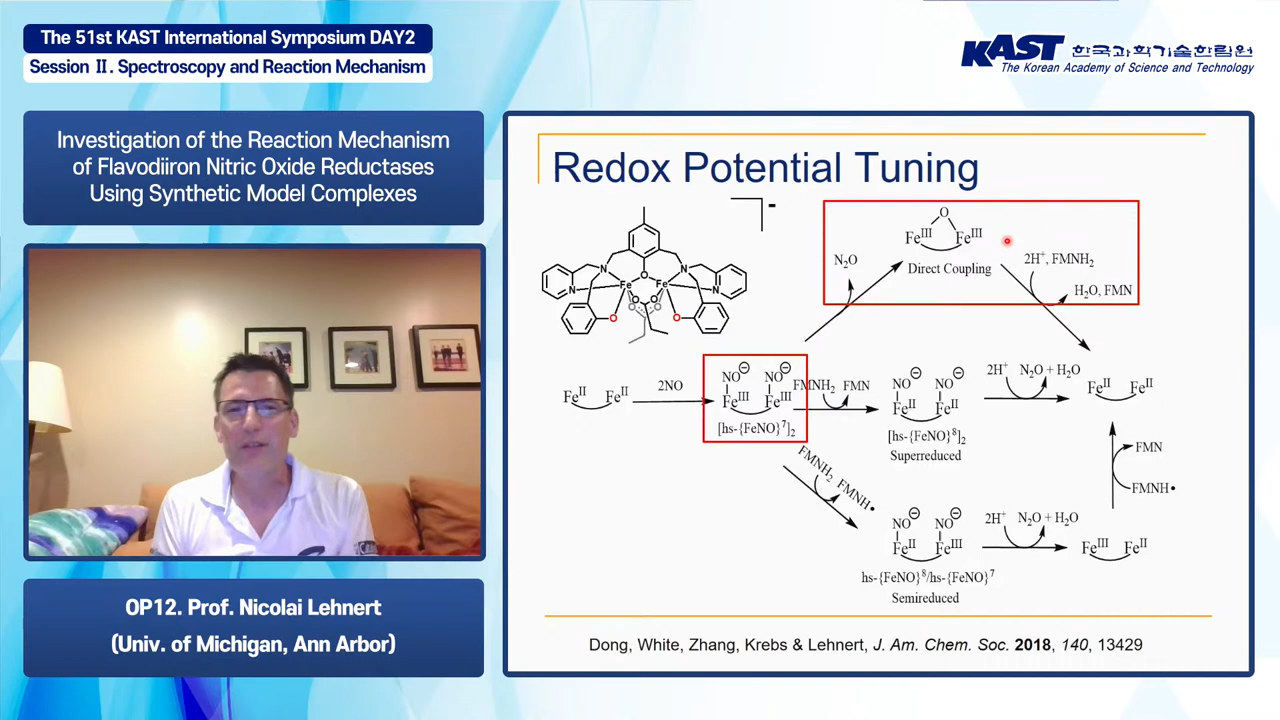 The 51st KAST International Symposium DAY2
Session Ⅱ. Spectroscopy and Reaction Mechanism
KAST 한국과학기술한림원
The Korean Academy of Science and Technology
Investigation of the Reaction Mechanism
of Flavodiiron Nitric Oxide Reductases
Using Synthetic Model Complexes
Redox Potential Tuning
-
O
Feᴵᴵᴵ Feᴵᴵᴵ
Direct Coupling
N₂O
2H⁺, FMNH₂
H₂O, FMN
N N
N Fe O Fe N
O O O O
O O
Feᴵᴵ Feᴵᴵ
2NO
NO⊖ NO⊖
Feᴵᴵᴵ Feᴵᴵᴵ
[hs-{FeNO}⁷]₂
FMNH₂ FMN
NO⊖ NO⊖
Feᴵᴵ Feᴵᴵ
[hs-{FeNO}⁸]₂
Superreduced
2H⁺ N₂O + H₂O
Feᴵᴵ Feᴵᴵ
FMNH₂ FMNH•
NO⊖ NO⊖
Feᴵᴵ Feᴵᴵᴵ
hs-{FeNO}⁸/hs-{FeNO}⁷
Semireduced
2H⁺ N₂O + H₂O
Feᴵᴵᴵ Feᴵᴵ
FMN
FMNH•
Dong, White, Zhang, Krebs & Lehnert, J. Am. Chem. Soc. 2018, 140, 13429
OP12. Prof. Nicolai Lehnert
(Univ. of Michigan, Ann Arbor)